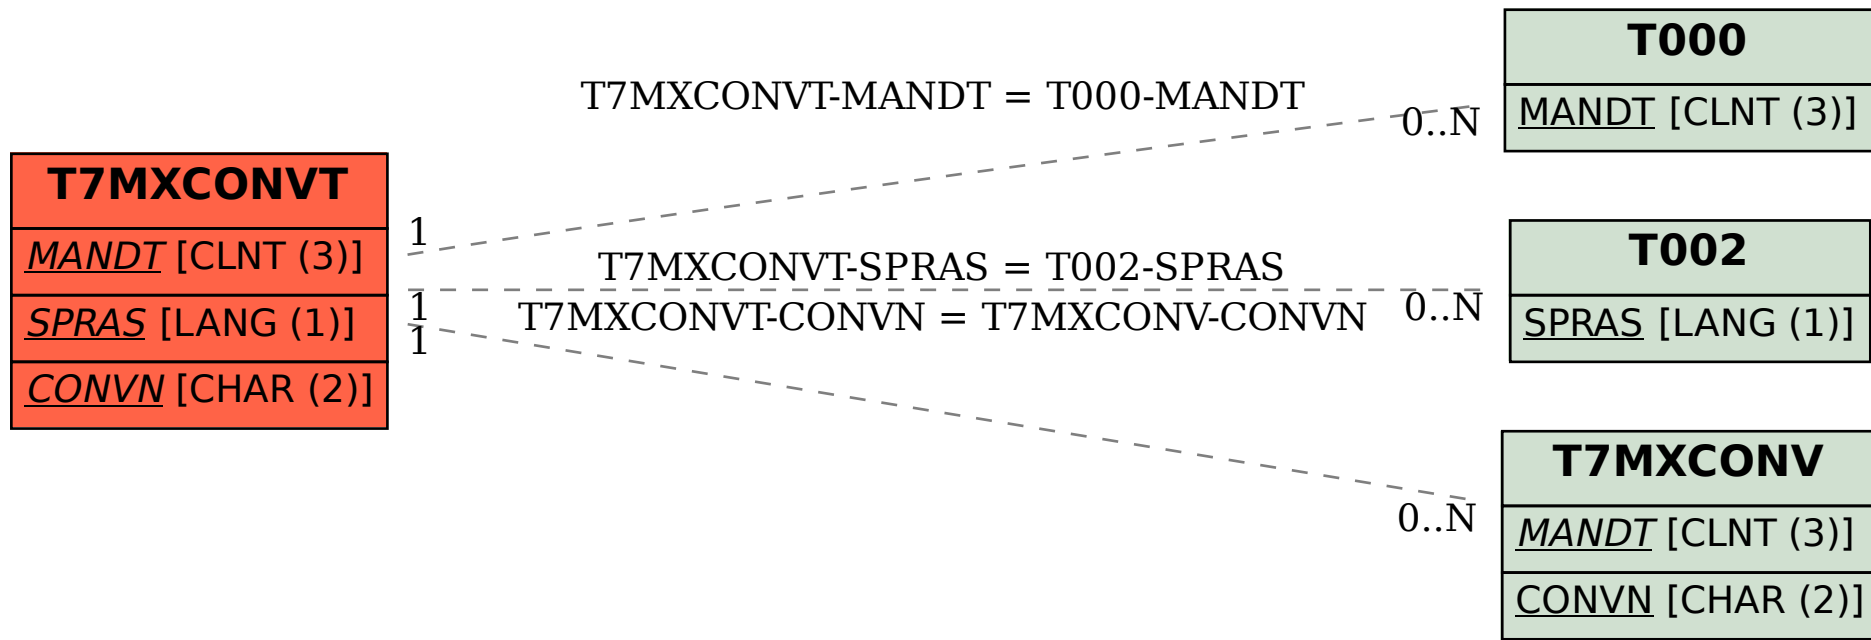 T7MXCONVT
MANDT [CLNT (3)]
SPRAS [LANG (1)]
CONVN [CHAR (2)]
T7MXCONVT-MANDT = T000-MANDT
1
0..N
T7MXCONVT-SPRAS = T002-SPRAS
1
0..N
T7MXCONVT-CONVN = T7MXCONV-CONVN
1
0..N
T000
MANDT [CLNT (3)]
T002
SPRAS [LANG (1)]
T7MXCONV
MANDT [CLNT (3)]
CONVN [CHAR (2)]